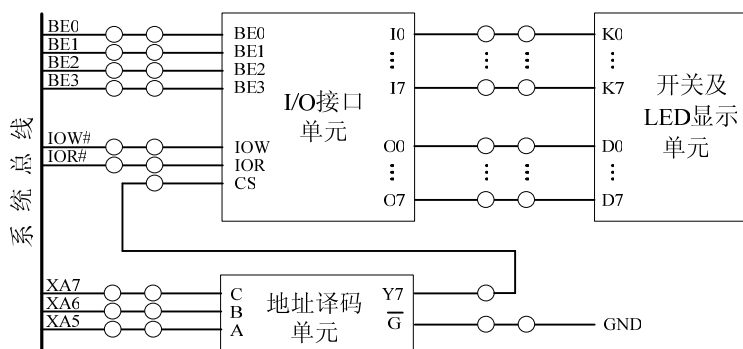 BE0
BE1
BE2
BE3
IOW#
IOR#
系统总线
XA7
XA6
XA5
BE0
BE1
BE2
BE3
IOW
IOR
CS
I/O接口
单元
I0
⋮
I7
O0
⋮
O7
⋮
⋮
⋮
⋮
K0
⋮
K7
D0
⋮
D7
开关及
LED显示
单元
C
B
A
地址译码
单元
Y7
G
GND